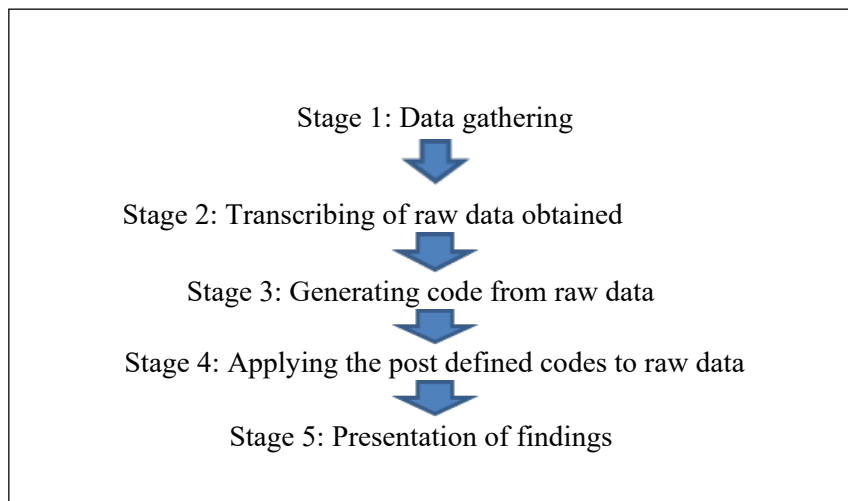 Stage 1: Data gathering
Stage 2: Transcribing of raw data obtained
Stage 3: Generating code from raw data
Stage 4: Applying the post defined codes to raw data
Stage 5: Presentation of findings